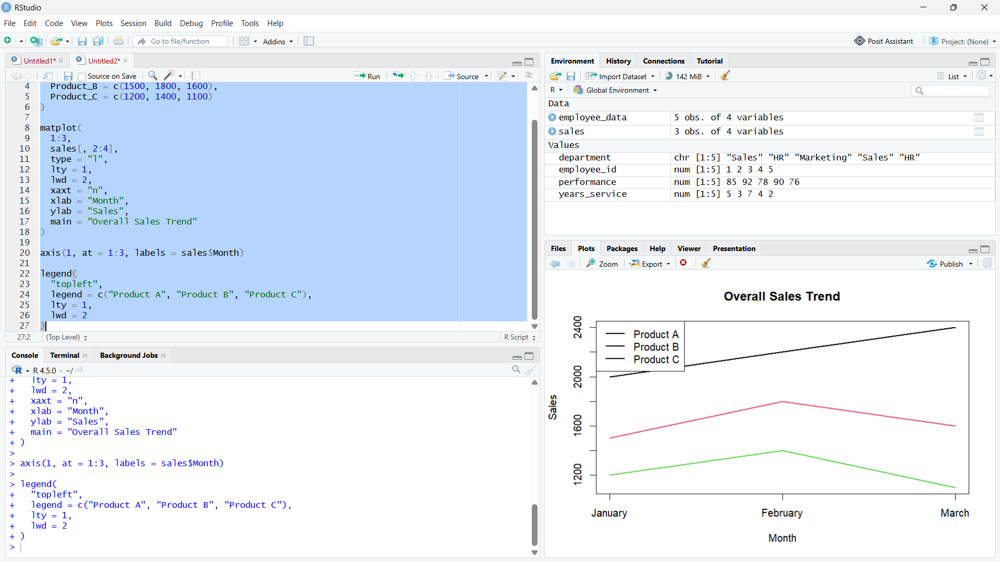 RStudio
File Edit Code View Plots Session Build Debug Profile Tools Help
Go to file/function Addins Posit Assistant Project: (None)
Untitled1* Untitled2*
Source on Save Run Source
4 Product_B = c(1500, 1800, 1600),
5 Product_C = c(1200, 1400, 1100)
6 )
7
8 matplot(
9 1:3,
10 sales[, 2:4],
11 type = "l",
12 lty = 1,
13 lwd = 2,
14 xaxt = "n",
15 xlab = "Month",
16 ylab = "Sales",
17 main = "Overall Sales Trend"
18 )
19
20 axis(1, at = 1:3, labels = sales$Month)
21
22 legend(
23 "topleft",
24 legend = c("Product A", "Product B", "Product C"),
25 lty = 1,
26 lwd = 2
27 )
27:2 (Top Level) R Script
Console Terminal Background Jobs
R 4.5.0 · ~/
+ lty = 1,
+ lwd = 2,
+ xaxt = "n",
+ xlab = "Month",
+ ylab = "Sales",
+ main = "Overall Sales Trend"
+ )
>
> axis(1, at = 1:3, labels = sales$Month)
>
> legend(
+ "topleft",
+ legend = c("Product A", "Product B", "Product C"),
+ lty = 1,
+ lwd = 2
+ )
>
Environment History Connections Tutorial
Import Dataset 142 MiB List
R Global Environment
Data
employee_data 5 obs. of 4 variables
sales 3 obs. of 4 variables
Values
department chr [1:5] "Sales" "HR" "Marketing" "Sales" "HR"
employee_id num [1:5] 1 2 3 4 5
performance num [1:5] 85 92 78 90 76
years_service num [1:5] 5 3 7 4 2
Files Plots Packages Help Viewer Presentation
Zoom Export Publish
Overall Sales Trend
Product A
Product B
Product C
2400
2000
1600
1200
Sales
January February March
Month